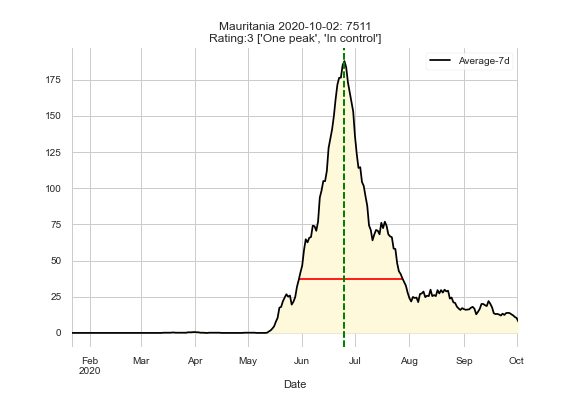 Mauritania 2020-10-02: 7511
Rating:3 ['One peak', 'In control']
Average-7d
175
150
125
100
75
50
25
0
Feb Mar Apr May Jun Jul Aug Sep Oct
2020
Date